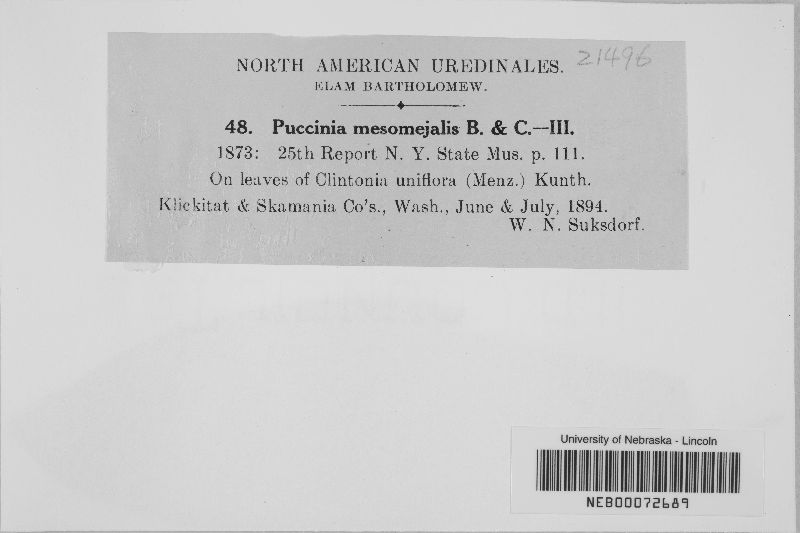 NORTH AMERICAN UREDINALES. 21496
ELAM BARTHOLOMEW.
48. Puccinia mesomejalis B. & C.—III.
1873: 25th Report N. Y. State Mus. p. 111.
On leaves of Clintonia uniflora (Menz.) Kunth.
Klickitat & Skamania Co's., Wash., June & July, 1894.
W. N. Suksdorf.
University of Nebraska - Lincoln
NEB00072689